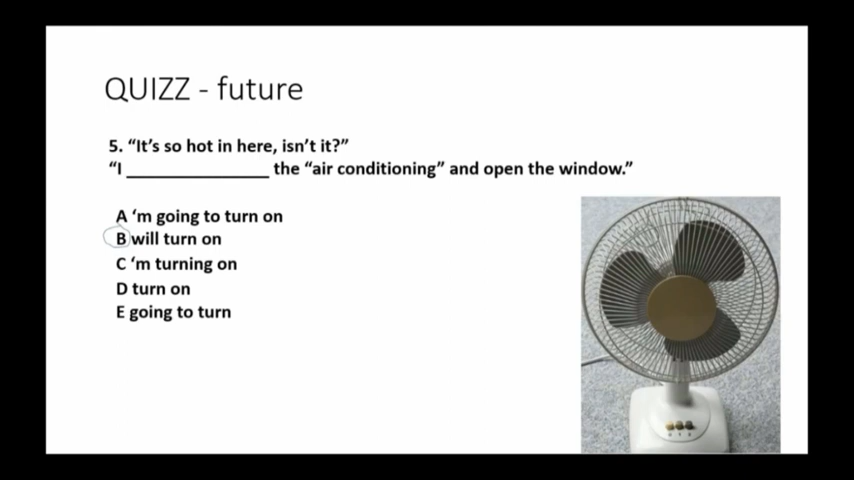 QUIZZ - future
5. “It’s so hot in here, isn’t it?”
“I _______________ the “air conditioning” and open the window.”
A ‘m going to turn on
B will turn on
C ‘m turning on
D turn on
E going to turn